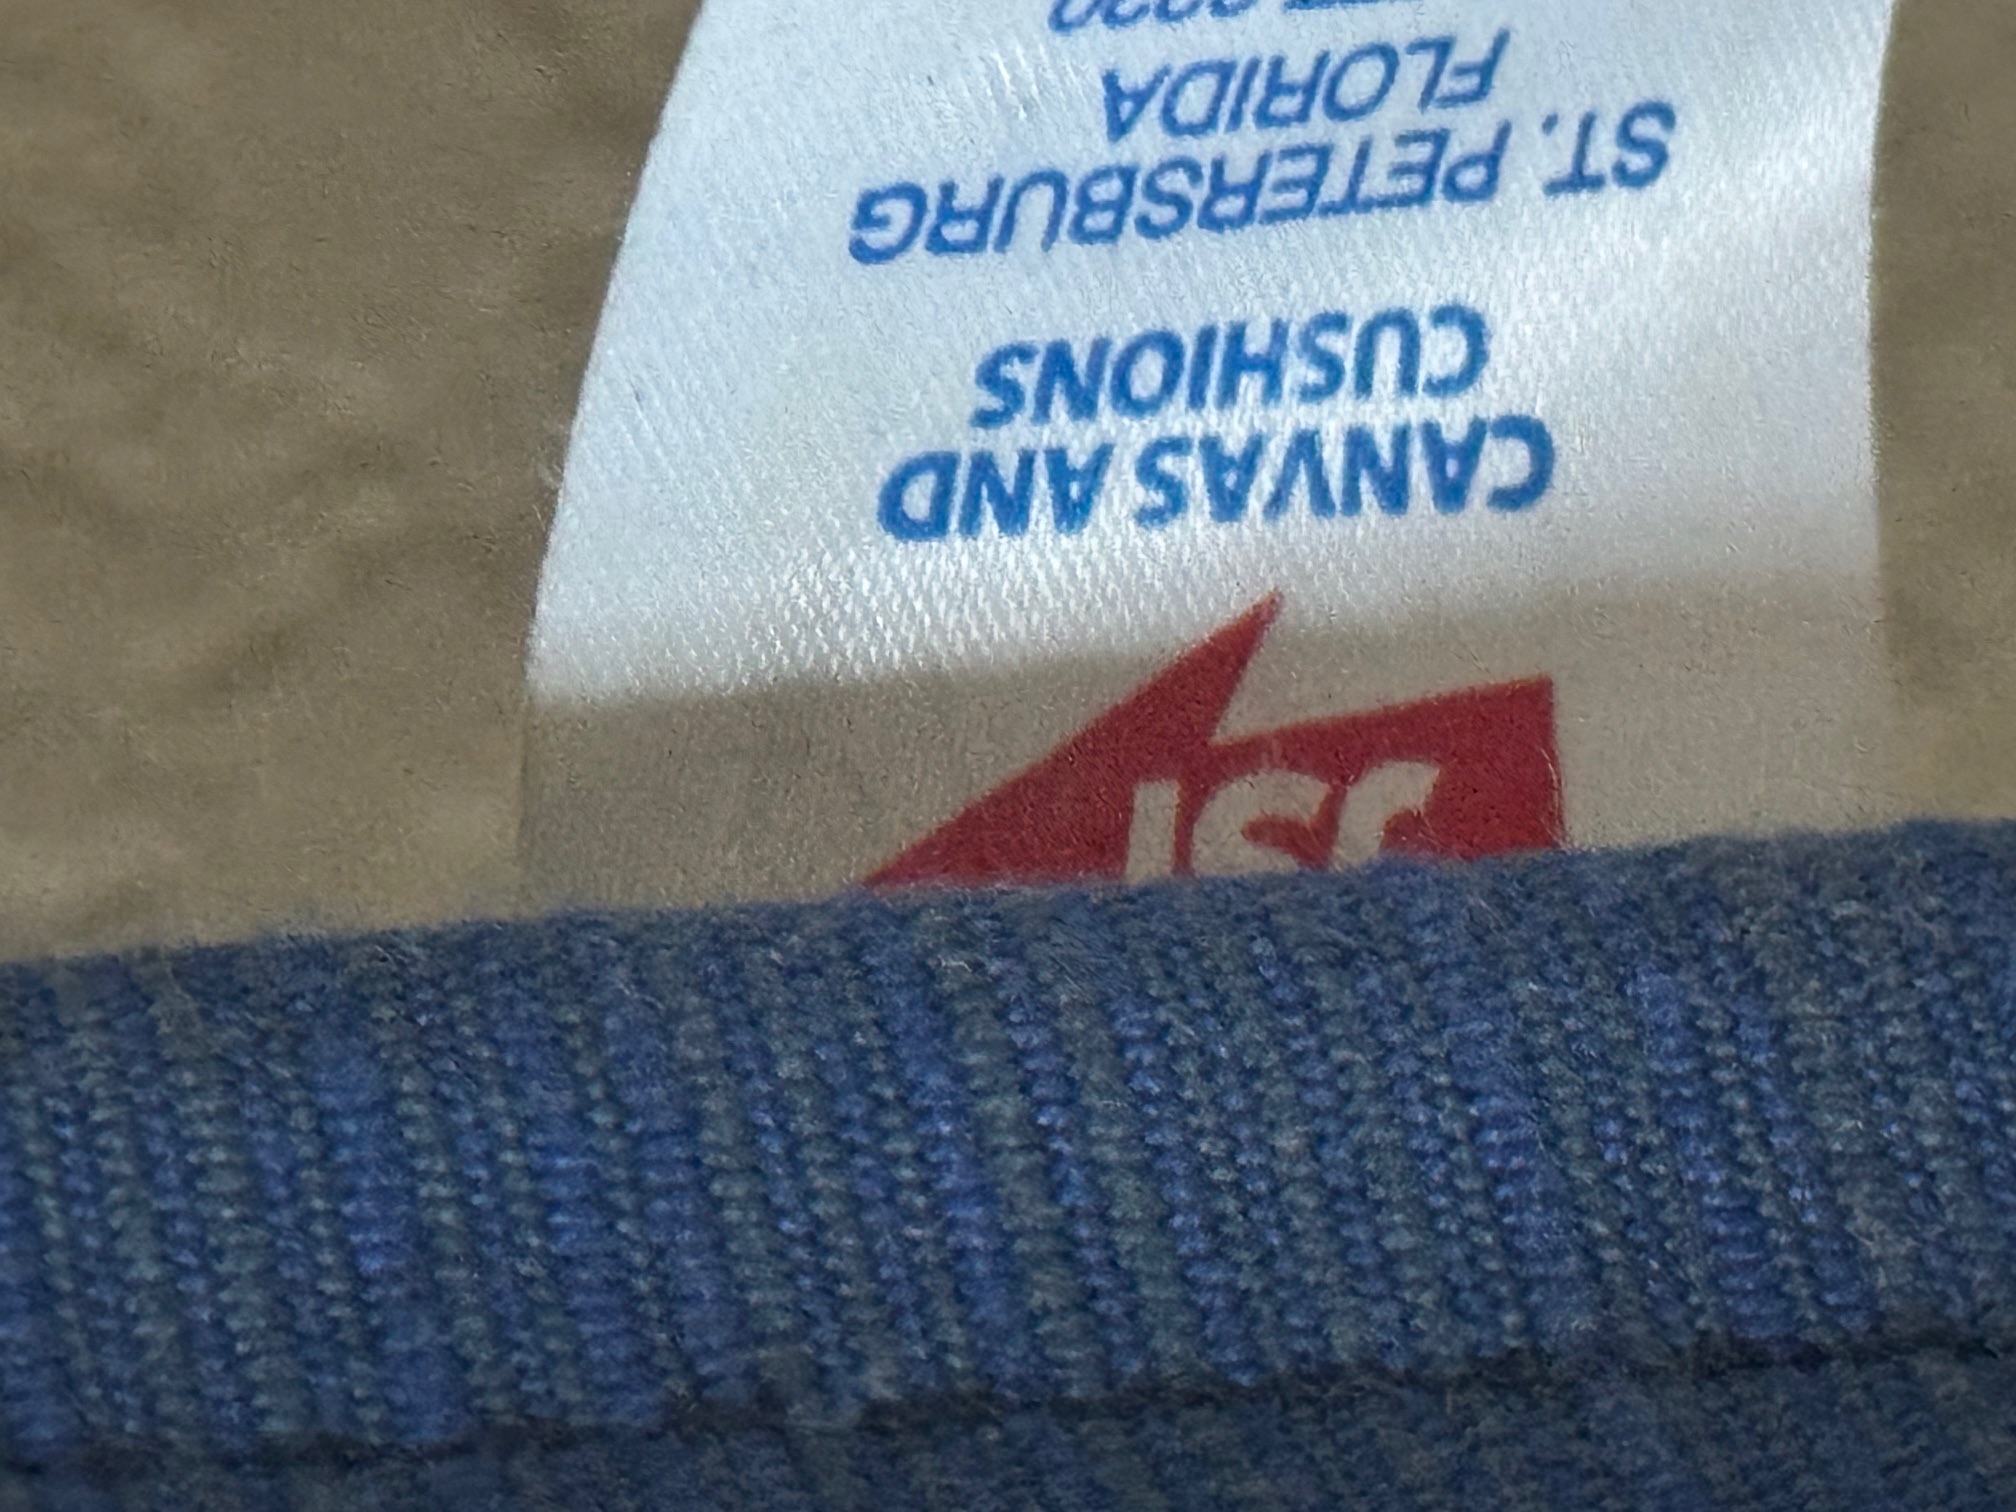 CANVAS AND
CUSHIONS
ST. PETERSBURG
FLORIDA